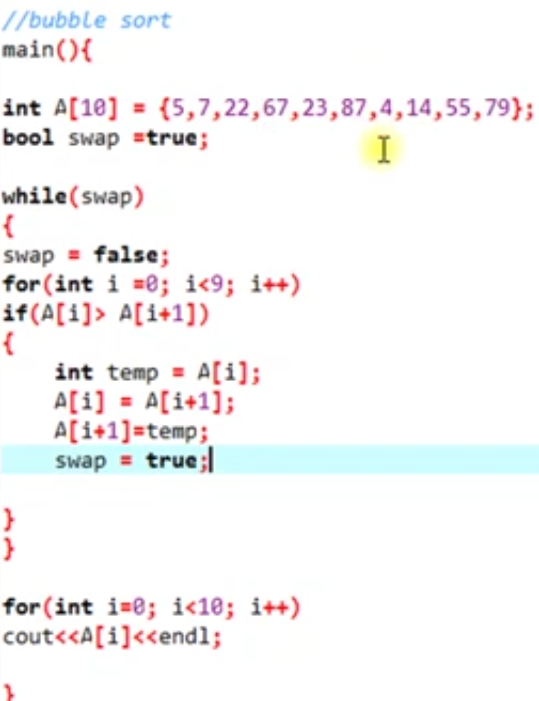 //bubble sort
main(){
int A[10] = {5,7,22,67,23,87,4,14,55,79};
bool swap =true;
while(swap)
{
swap = false;
for(int i =0; i<9; i++)
if(A[i]> A[i+1])
{
int temp = A[i];
A[i] = A[i+1];
A[i+1]=temp;
swap = true;
}
}
for(int i=0; i<10; i++)
cout<<A[i]<<endl;
}